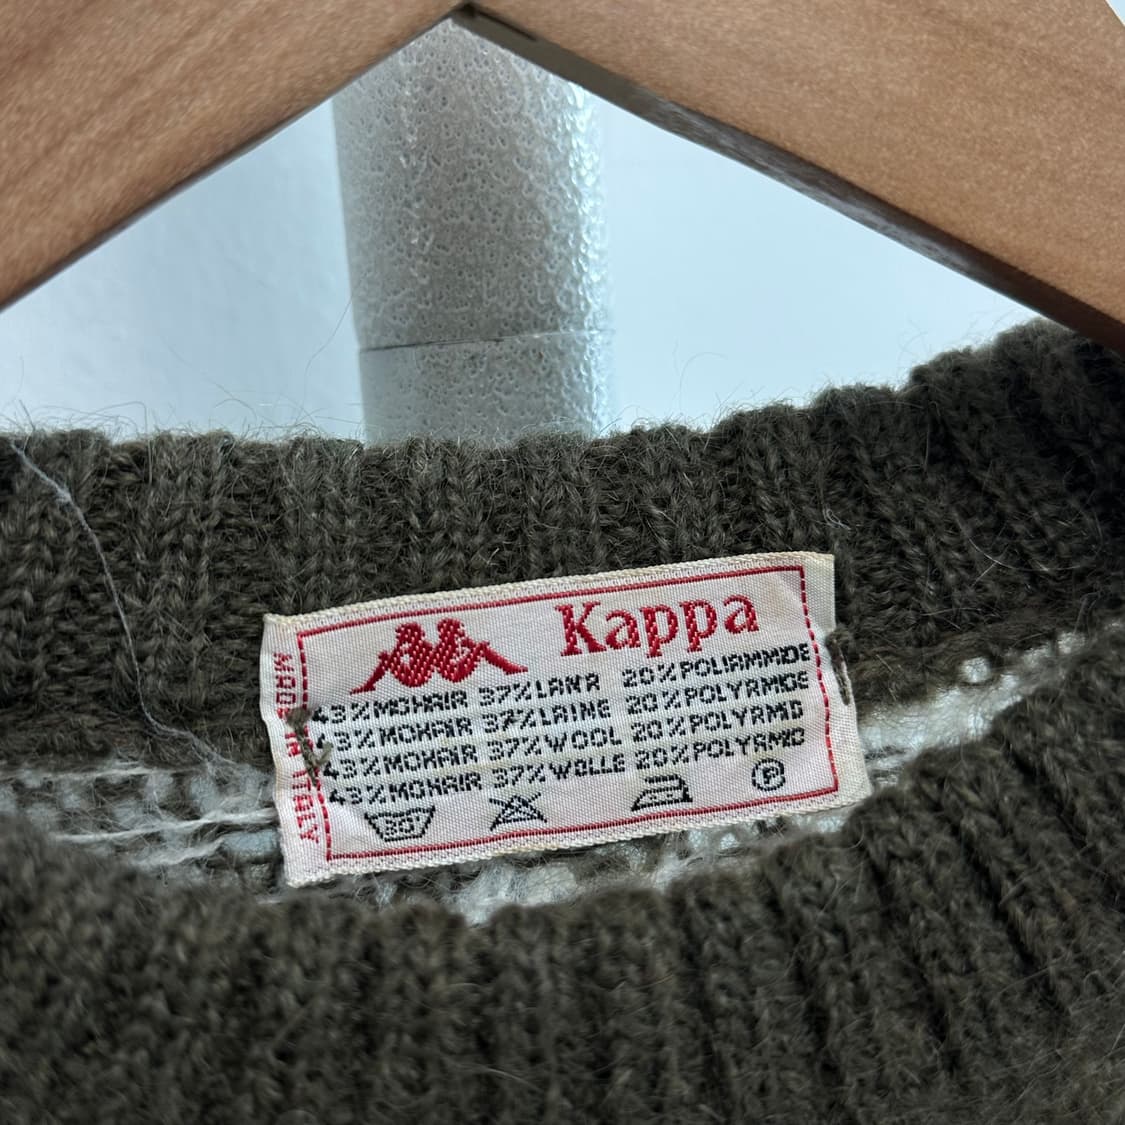 Kappa
43%MOHAIR 37%LANA 20%POLIAMMIDE
43%MOHAIR 37%LAINE 20%POLYAMIDE
43%MOHAIR 37%WOOL 20%POLYAMID
43%MOHAIR 37%WOLLE 20%POLYAMID
30° P
MADE IN ITALY